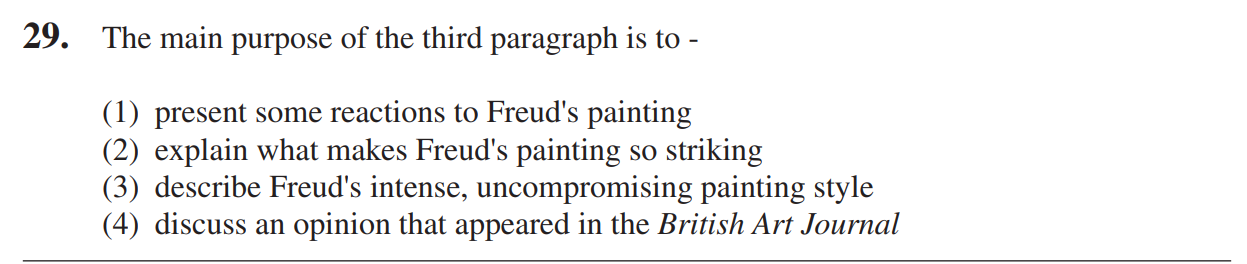 29. The main purpose of the third paragraph is to -
(1) present some reactions to Freud's painting
(2) explain what makes Freud's painting so striking
(3) describe Freud's intense, uncompromising painting style
(4) discuss an opinion that appeared in the British Art Journal